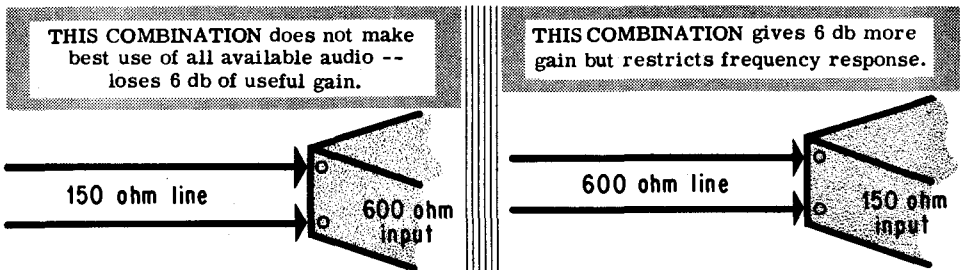 THIS COMBINATION does not make
best use of all available audio --
loses 6 db of useful gain.
150 ohm line
600 ohm
input
THIS COMBINATION gives 6 db more
gain but restricts frequency response.
600 ohm line
150 ohm
input